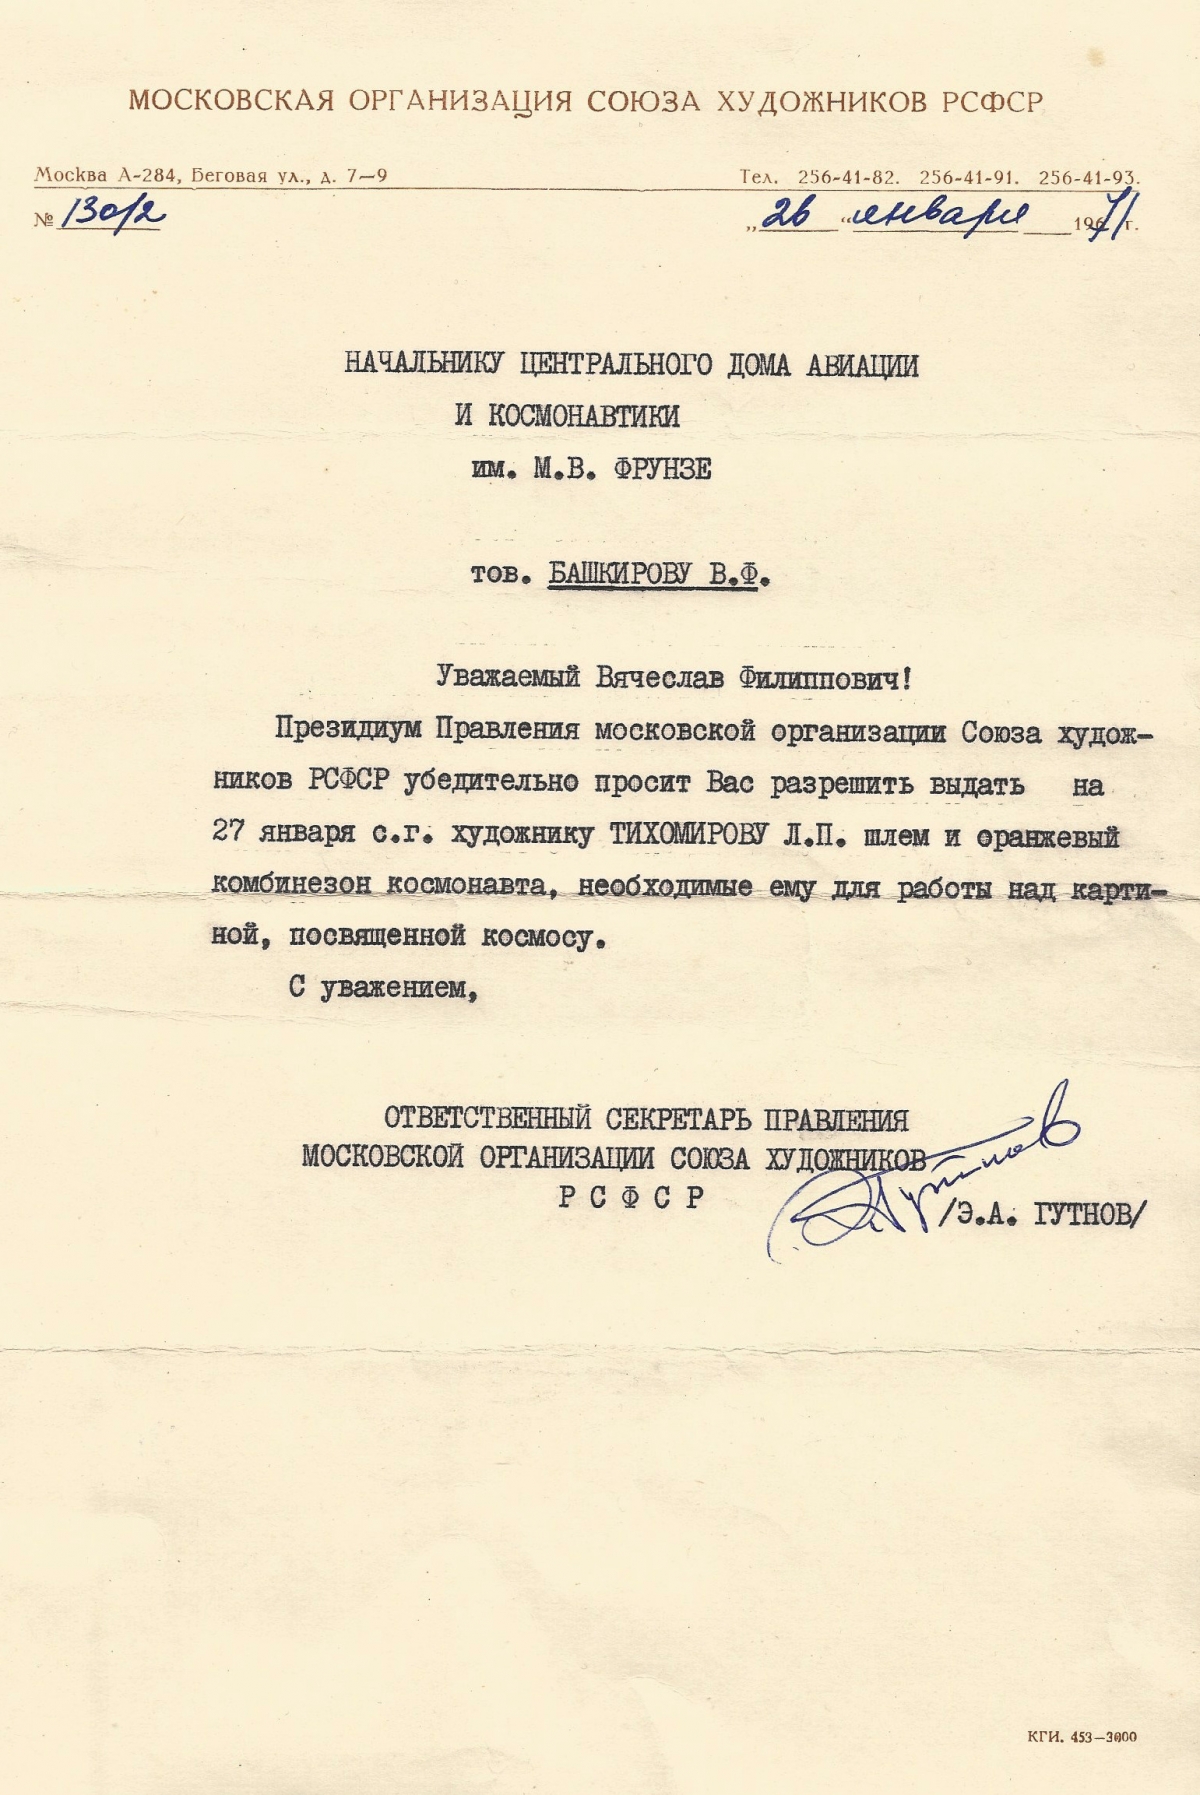 МОСКОВСКАЯ ОРГАНИЗАЦИЯ СОЮЗА ХУДОЖНИКОВ РСФСР
Москва А-284, Беговая ул., д. 7—9 Тел. 256-41-82. 256-41-91. 256-41-93.
№ 130/2 „26“ января 1971 г.
НАЧАЛЬНИКУ ЦЕНТРАЛЬНОГО ДОМА АВИАЦИИ
И КОСМОНАВТИКИ
им. М.В. ФРУНЗЕ
тов. БАШКИРОВУ В.Ф.
Уважаемый Вячеслав Филиппович!
Президиум Правления московской организации Союза худож-
ников РСФСР убедительно просит Вас разрешить выдать на
27 января с.г. художнику ТИХОМИРОВУ Л.П. шлем и оранжевый
комбинезон космонавта, необходимые ему для работы над карти-
ной, посвященной космосу.
С уважением,
ОТВЕТСТВЕННЫЙ СЕКРЕТАРЬ ПРАВЛЕНИЯ
МОСКОВСКОЙ ОРГАНИЗАЦИИ СОЮЗА ХУДОЖНИКОВ
Р С Ф С Р
/Э.А. ГУТНОВ/
КГИ. 453—3000